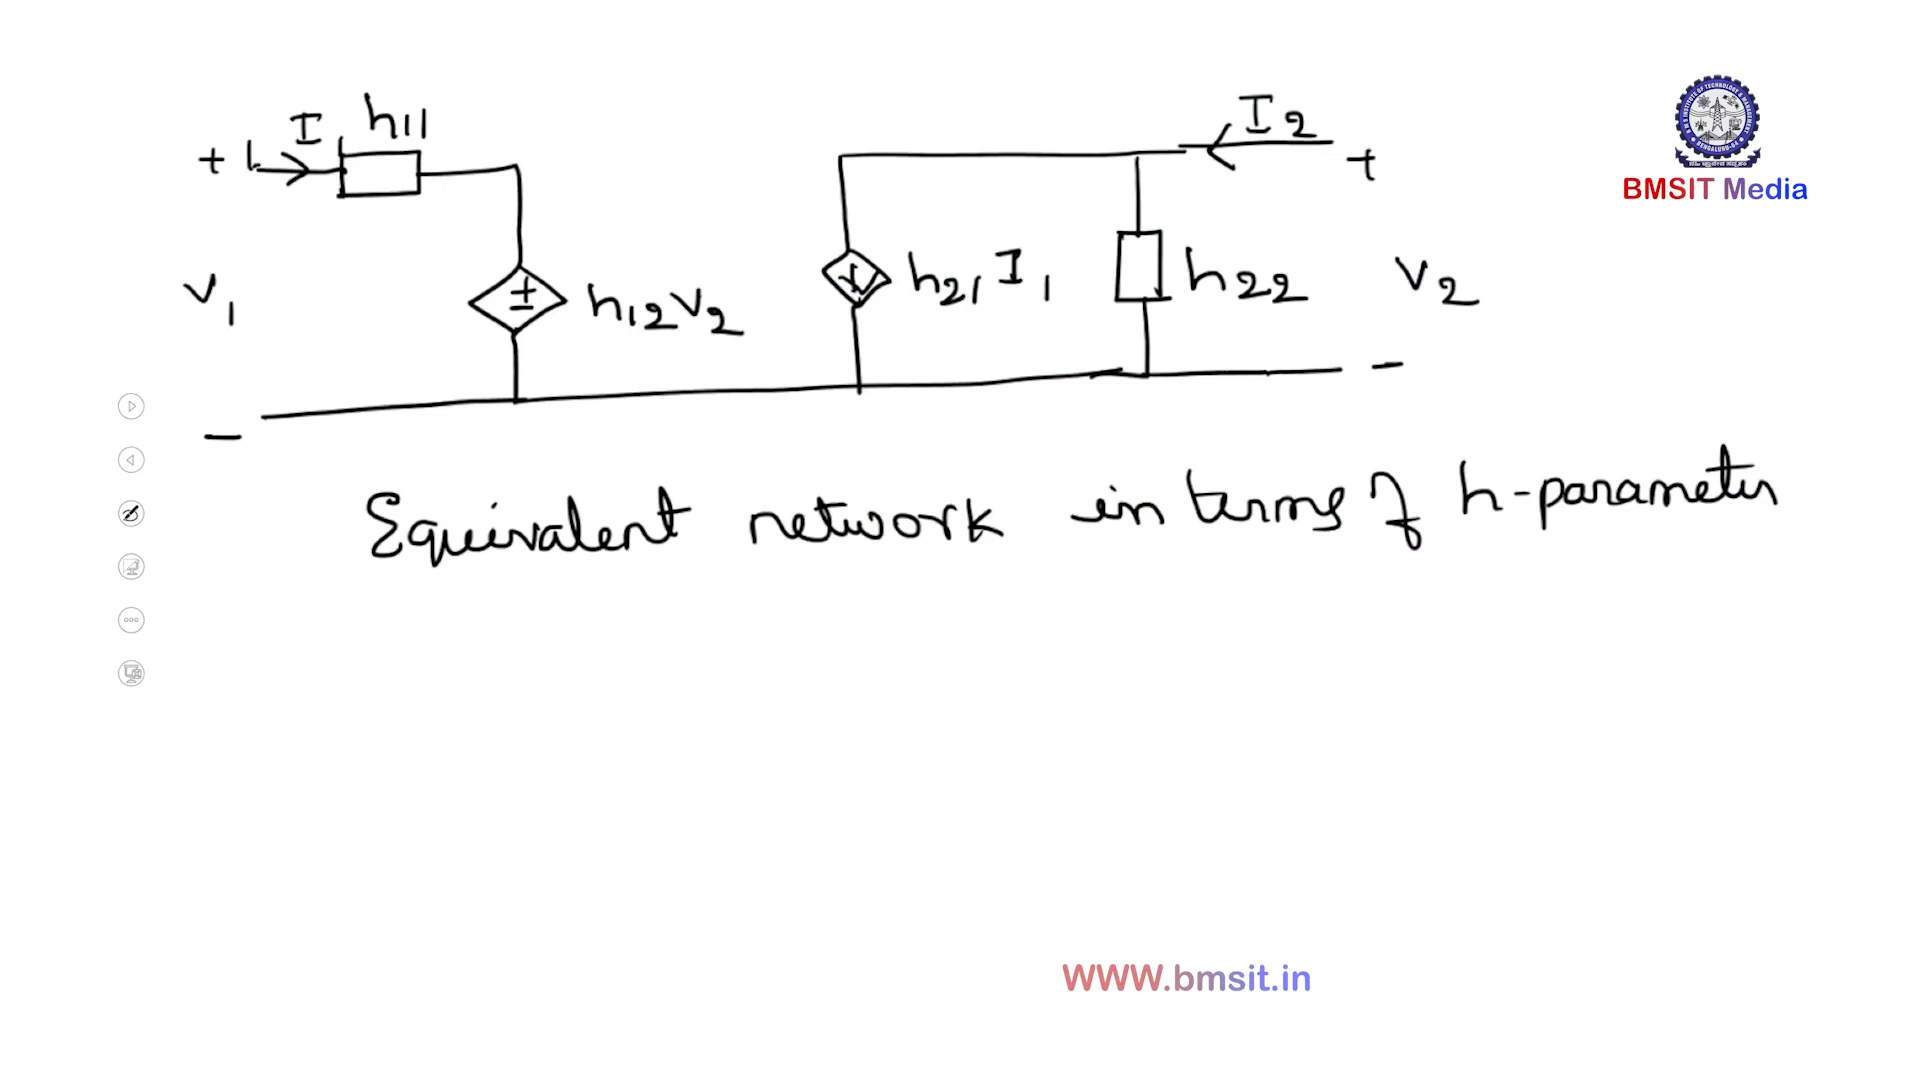 I1 h11 I2
+ +
BMSIT Media
V1 h12V2 h21I1 h22 V2
- -
Equivalent network in terms of h-parameter
WWW.bmsit.in